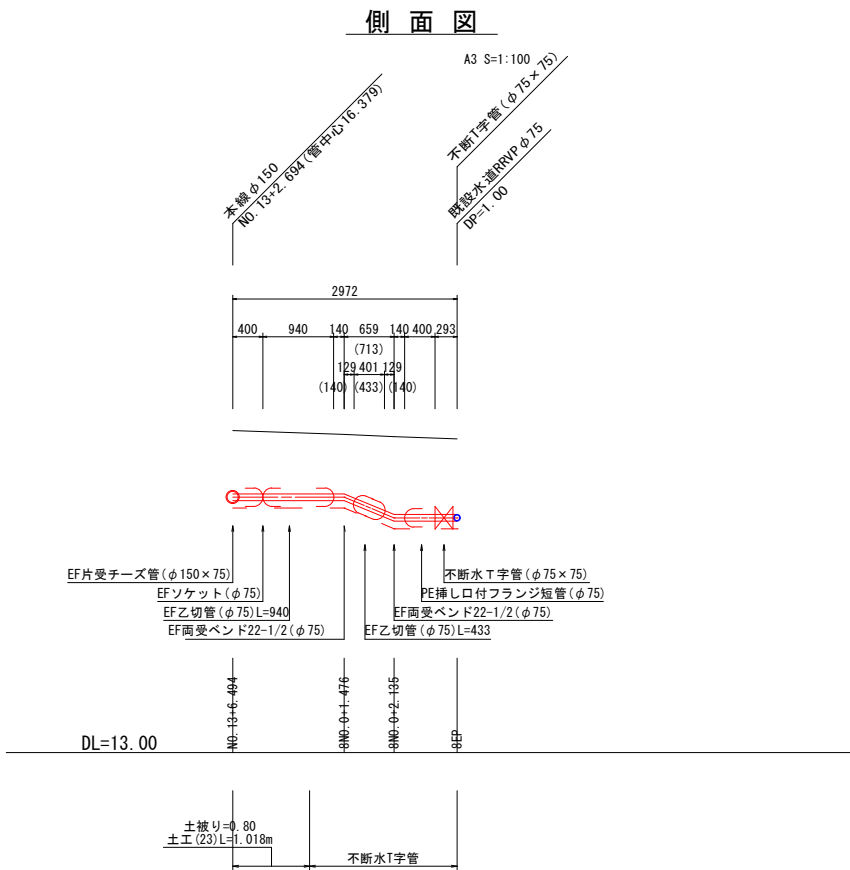 側面図
A3 S=1:100
本線φ150
NO.13+2.694(管中心16.379)
不断T字管(φ75×75)
既設水道RRVPφ75
DP=1.00
2972
400 940 140 659 140 400 293
(713)
129 401 129
(140) (433) (140)
EF片受チーズ管(φ150×75)
不断水T字管(φ75×75)
EFソケット(φ75)
PE挿し口付フランジ短管(φ75)
EF乙切管(φ75)L=940
EF両受ベンド22-1/2(φ75)
EF両受ベンド22-1/2(φ75)
EF乙切管(φ75)L=433
NO.13+6.494
8NO.0+1.476
8NO.0+2.135
8EP
DL=13.00
土被り=0.80
土工(23)L=1.018m
不断水T字管